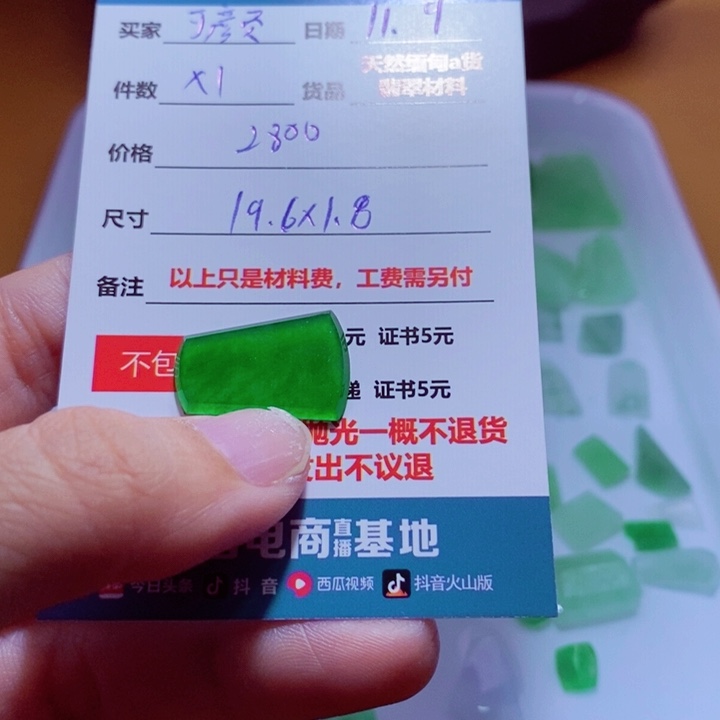 买家 日期 11.9
天然缅甸a货
件数 X1 货品 翡翠材料
价格 2800
尺寸 19.6X1.8
备注 以上只是材料费，工费需另付
不包 元 证书5元
递 证书5元
抛光一概不退货
出不议退
电商直播基地
今日头条 抖音 西瓜视频 抖音火山版